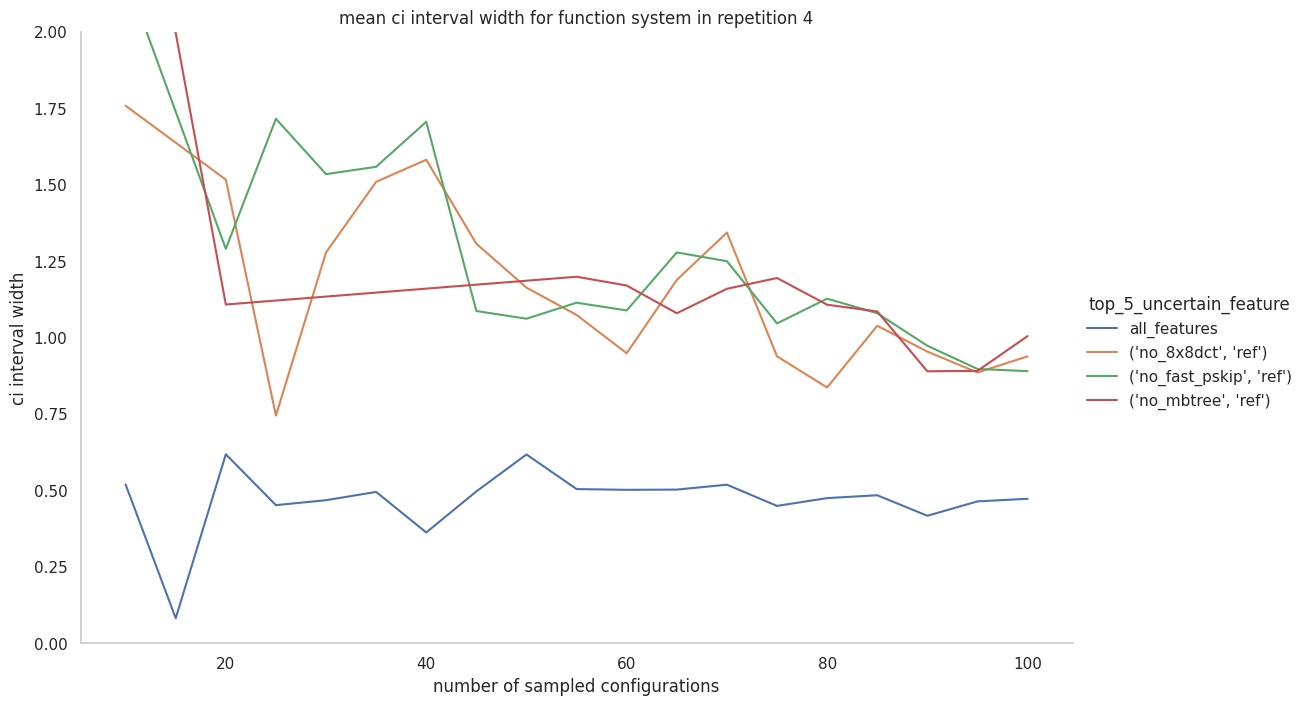 mean ci interval width for function system in repetition 4
2.00
1.75
1.50
1.25
1.00
0.75
0.50
0.25
0.00
ci interval width
20
40
60
80
100
number of sampled configurations
top_5_uncertain_feature
all_features
('no_8x8dct', 'ref')
('no_fast_pskip', 'ref')
('no_mbtree', 'ref')